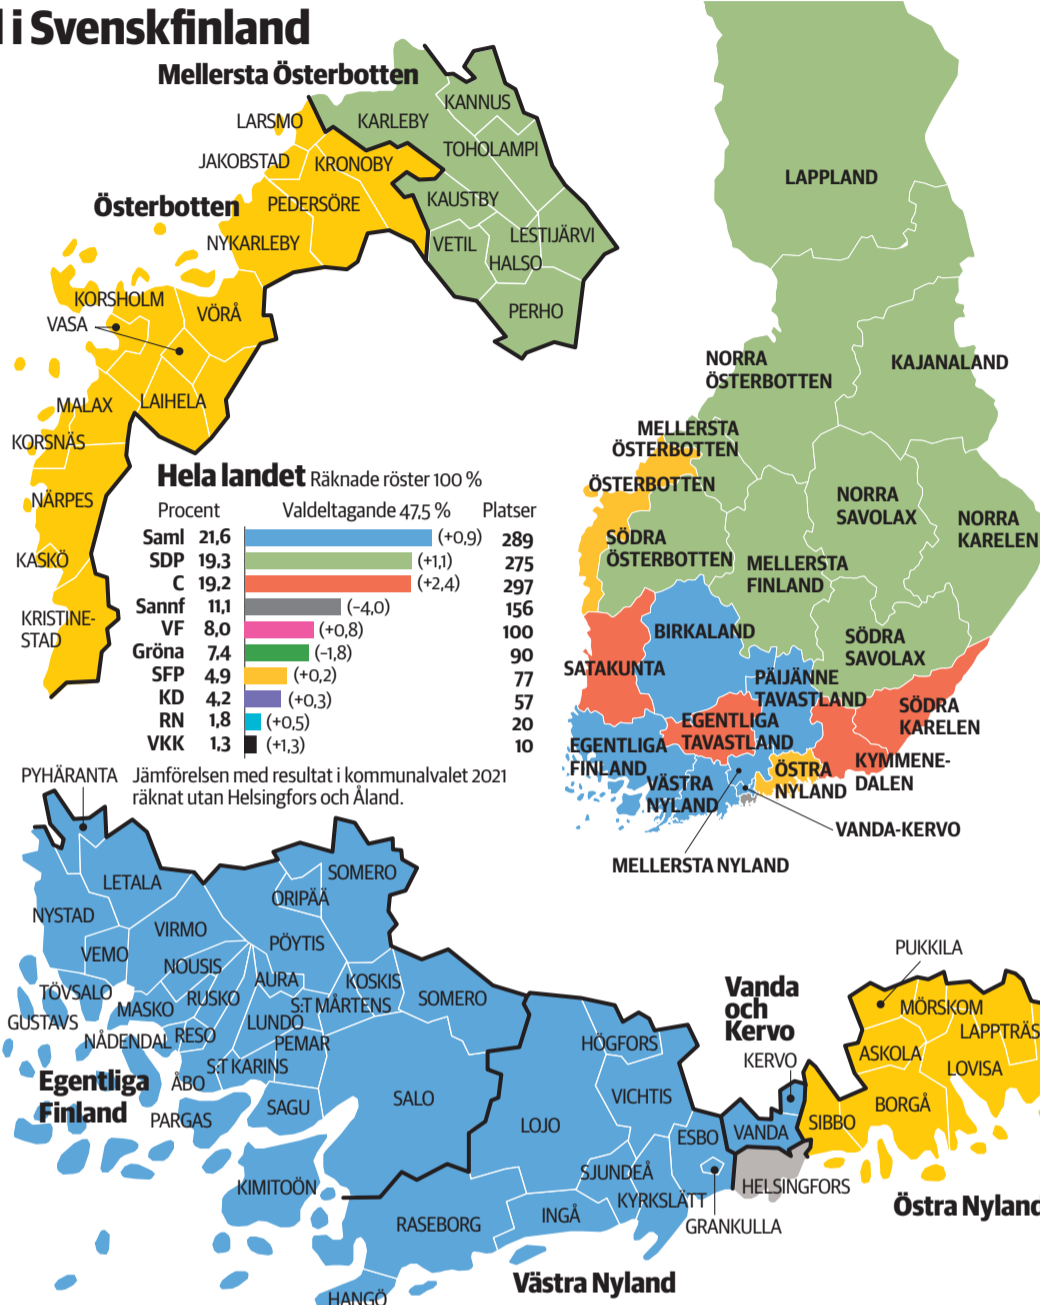 i Svenskfinland
Mellersta Österbotten
KANNUS
LARSMO
KARLEBY
TOHOLAMPI
JAKOBSTAD
KRONOBY
KAUSTBY
Österbotten
PEDERSÖRE
NYKARLEBY
VETIL
LESTIJÄRVI
HALSO
KORSHOLM
VASA
VÖRÅ
PERHO
MALAX
LAIHELA
KORSNÄS
NÄRPES
KASKÖ
KRISTINE-
STAD
LAPPLAND
NORRA
ÖSTERBOTTEN
KAJANALAND
MELLERSTA
ÖSTERBOTTEN
ÖSTERBOTTEN
NORRA
SAVOLAX
NORRA
KARELEN
SÖDRA
ÖSTERBOTTEN
MELLERSTA
FINLAND
BIRKALAND
SÖDRA
SAVOLAX
SATAKUNTA
PÄIJÄNNE
TAVASTLAND
SÖDRA
KARELEN
EGENTLIGA
TAVASTLAND
EGENTLIGA
FINLAND
VÄSTRA
NYLAND
ÖSTRA
NYLAND
KYMMENE-
DALEN
VANDA-KERVO
MELLERSTA NYLAND
Hela landet Räknade röster 100 %
Procent Valdeltagande 47,5 % Platser
Saml 21,6 (+0,9) 289
SDP 19,3 (+1,1) 275
C 19,2 (+2,4) 297
Sannf 11,1 (–4,0) 156
VF 8,0 (+0,8) 100
Gröna 7,4 (–1,8) 90
SFP 4,9 (+0,2) 77
KD 4,2 (+0,3) 57
RN 1,8 (+0,5) 20
VKK 1,3 (+1,3) 10
Jämförelsen med resultat i kommunalvalet 2021
räknat utan Helsingfors och Åland.
PYHÄRANTA
LETALA
SOMERO
ORIPÄÄ
NYSTAD
VIRMO
PÖYTIS
VEMO
NOUSIS
AURA
KOSKIS
TÖVSALO
MASKO
RUSKO
S:T MÅRTENS
SOMERO
GUSTAVS
NÅDENDAL
RESO
LUNDO
PEMAR
S:T KARINS
Egentliga
Finland
ÅBO
PARGAS
SAGU
SALO
KIMITOÖN
HÖGFORS
VICHTIS
LOJO
ESBO
SJUNDEÅ
KYRKSLÄTT
GRANKULLA
INGÅ
RASEBORG
HANGÖ
Västra Nyland
Vanda
och
Kervo
KERVO
VANDA
HELSINGFORS
PUKKILA
MÖRSKOM
LAPPTRÄS
ASKOLA
LOVISA
BORGÅ
SIBBO
Östra Nyland